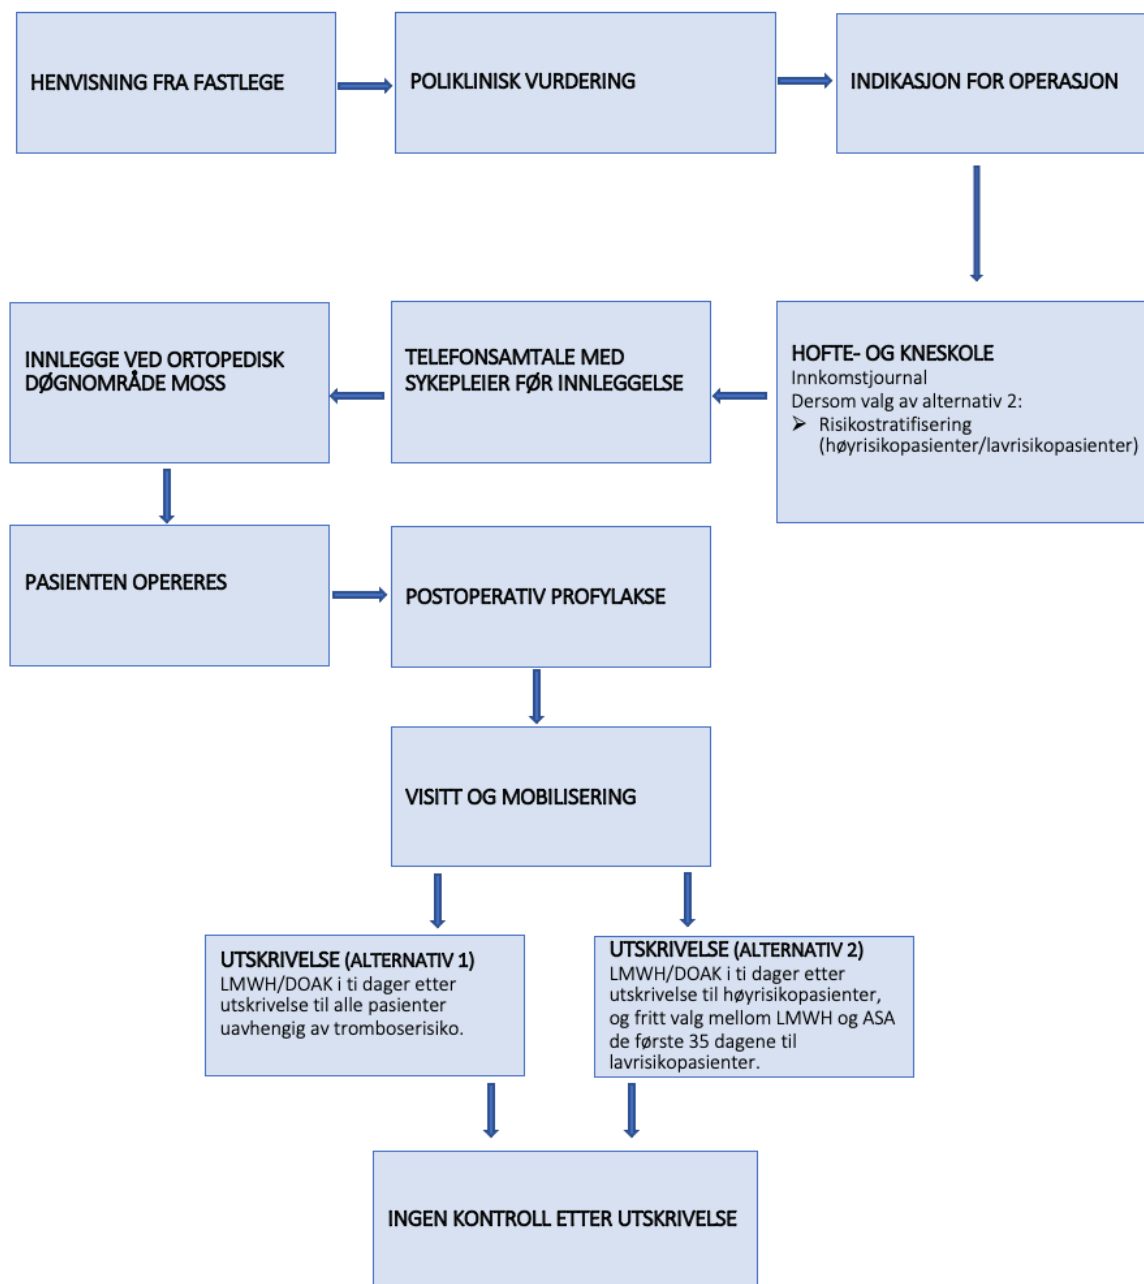 HENVISNING FRA FASTLEGE
POLIKLINISK VURDERING
INDIKASJON FOR OPERASJON
HOFTE- OG KNESKOLE
Innkomstjournal
Dersom valg av alternativ 2:
➤ Risikostratifisering
(høyrisikopasienter/lavrisikopasienter)
TELEFONSAMTALE MED
SYKEPLEIER FØR INNLEGGELSE
INNLEGGE VED ORTOPEDISK
DØGNOMRÅDE MOSS
PASIENTEN OPERERES
POSTOPERATIV PROFYLAKSE
VISITT OG MOBILISERING
UTSKRIVELSE (ALTERNATIV 1)
LMWH/DOAK i ti dager etter
utskrivelse til alle pasienter
uavhengig av tromboserisiko.
UTSKRIVELSE (ALTERNATIV 2)
LMWH/DOAK i ti dager etter
utskrivelse til høyrisikopasienter,
og fritt valg mellom LMWH og ASA
de første 35 dagene til
lavrisikopasienter.
INGEN KONTROLL ETTER UTSKRIVELSE